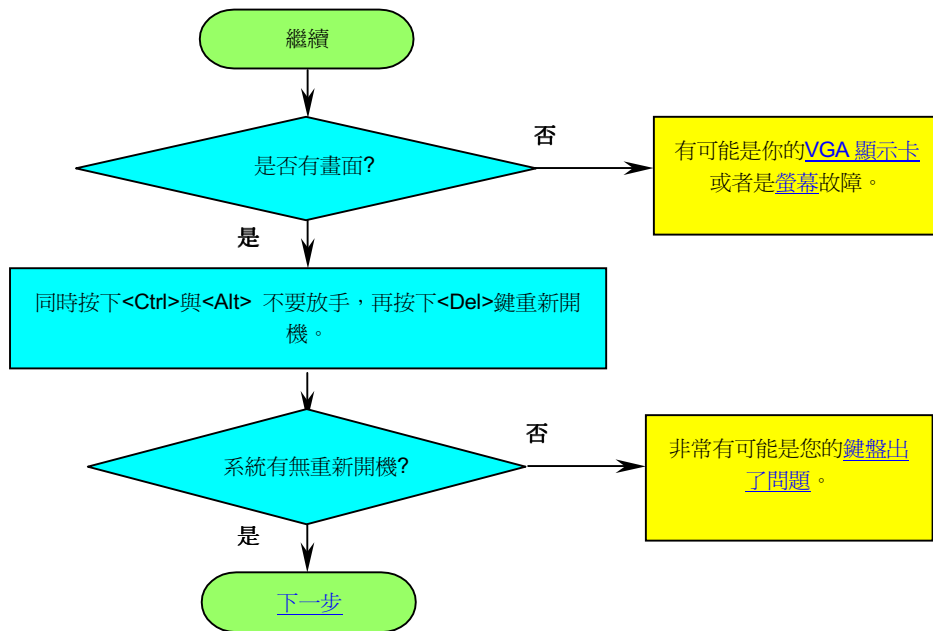 繼續
是否有畫面?
否
有可能是你的VGA 顯示卡
或者是螢幕故障。
是
同時按下<Ctrl>與<Alt> 不要放手，再按下<Del>鍵重新開
機。
系統有無重新開機?
否
非常有可能是您的鍵盤出
了問題。
是
下一步